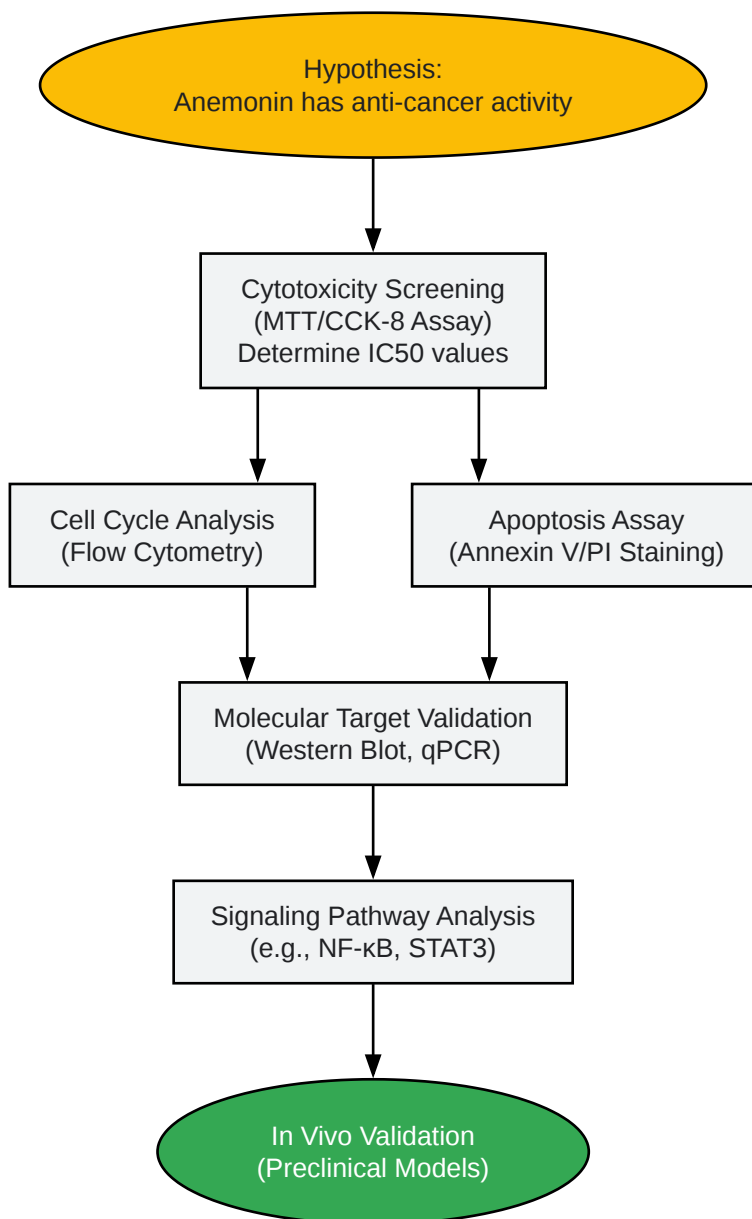 Hypothesis:
Anemonin has anti-cancer activity
Cytotoxicity Screening
(MTT/CCK-8 Assay)
Determine IC50 values
Cell Cycle Analysis
(Flow Cytometry)
Apoptosis Assay
(Annexin V/PI Staining)
Molecular Target Validation
(Western Blot, qPCR)
Signaling Pathway Analysis
(e.g., NF-κB, STAT3)
In Vivo Validation
(Preclinical Models)